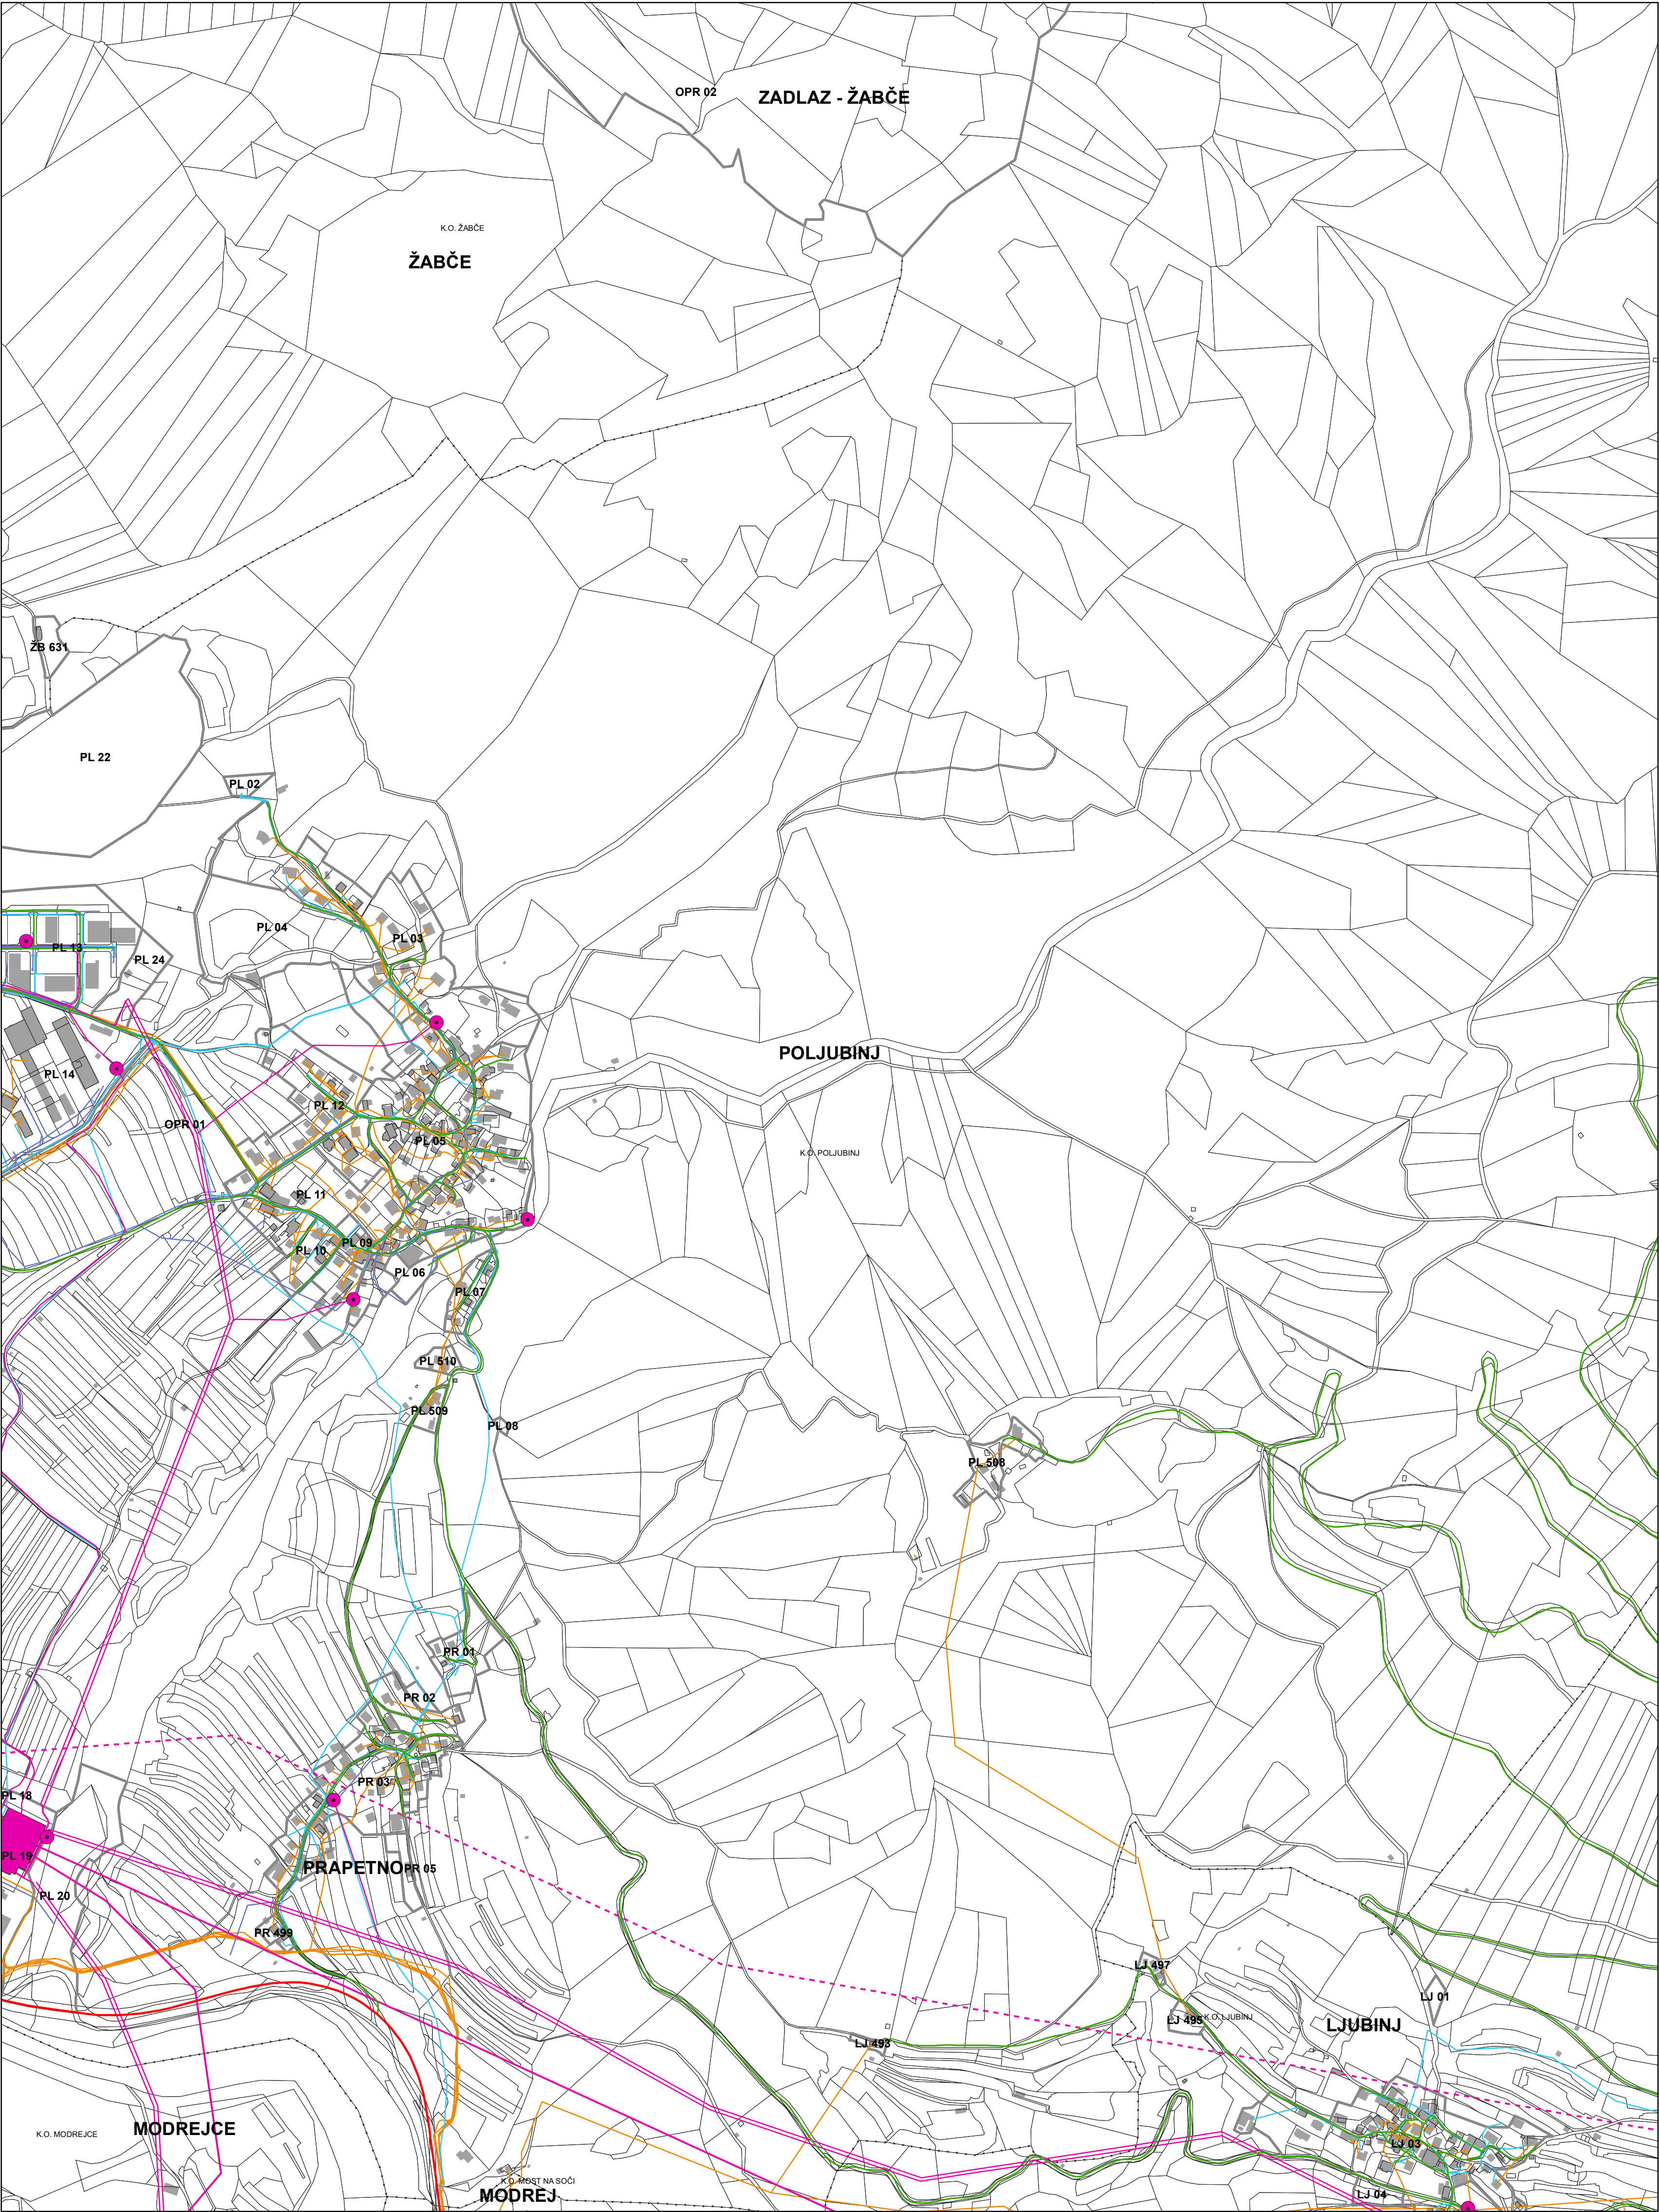 OPR 02
ZADLAZ - ŽABČE
K.O. ŽABČE
ŽABČE
ŽB 631
PL 22
PL 02
PL 04
PL 03
PL 13
PL 24
PL 14
POLJUBINJ
PL 12
OPR 01
PL 05
K.O. POLJUBINJ
PL 11
PL 09
PL 10
PL 06
PL 07
PL 510
PL 509
PL 08
PL 508
PR 01
PR 02
PR 03
PL 18
PL 19
PRAPETNO
PR 05
PL 20
PR 499
LJ 497
LJ 01
LJ 495
K.O. LJUBINJ
LJUBINJ
LJ 493
MODREJCE
K.O. MODREJCE
LJ 03
K.O. MOST NA SOČI
MODREJ
LJ 04